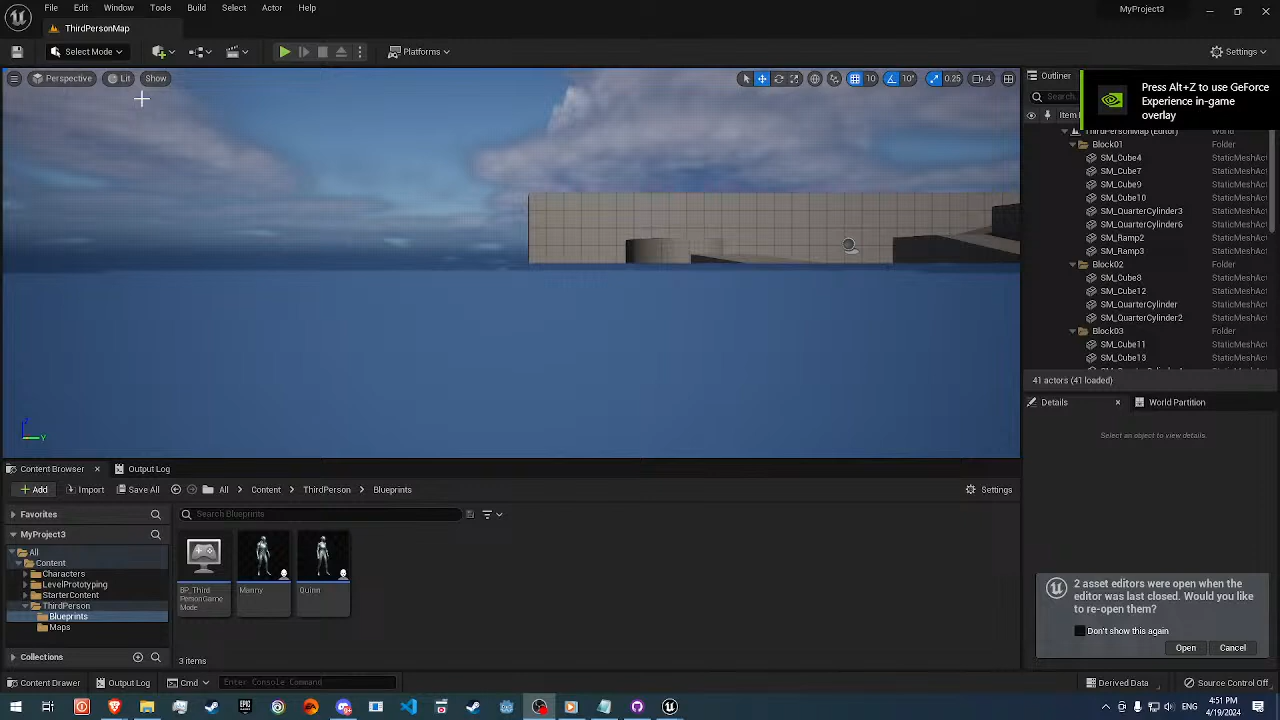 File Edit Window Tools Build Select Actor Help MyProject3
ThirdPersonMap
Select Mode Platforms Settings
Perspective Lit Show 10 10° 0.25 4 Outliner
Press Alt+Z to use GeForce
Experience in-game
overlay
Search
Item
ThirdPersonMap (Editor) World
Block01 Folder
SM_Cube4 StaticMeshAct
SM_Cube7 StaticMeshAct
SM_Cube9 StaticMeshAct
SM_Cube10 StaticMeshAct
SM_QuarterCylinder3 StaticMeshAct
SM_QuarterCylinder6 StaticMeshAct
SM_Ramp2 StaticMeshAct
SM_Ramp3 StaticMeshAct
Block02 Folder
SM_Cube8 StaticMeshAct
SM_Cube12 StaticMeshAct
SM_QuarterCylinder StaticMeshAct
SM_QuarterCylinder2 StaticMeshAct
Block03 Folder
SM_Cube11 StaticMeshAct
SM_Cube13 StaticMeshAct
41 actors (41 loaded)
Details World Partition
Select an object to view details.
Z
Y
Content Browser Output Log
Add Import Save All All Content ThirdPerson Blueprints Settings
Favorites
Search Blueprints
MyProject3
All
Content
Characters
LevelPrototyping
StarterContent
ThirdPerson
Blueprints
Maps
Collections
BP_Third
PersonGame
Mode
Manny
Quinn
3 items
2 asset editors were open when the
editor was last closed. Would you like
to re-open them?
Don't show this again
Open Cancel
Content Drawer Output Log Cmd Enter Console Command Derived Data Source Control Off
ENG 4:51 PM
4/19/2024